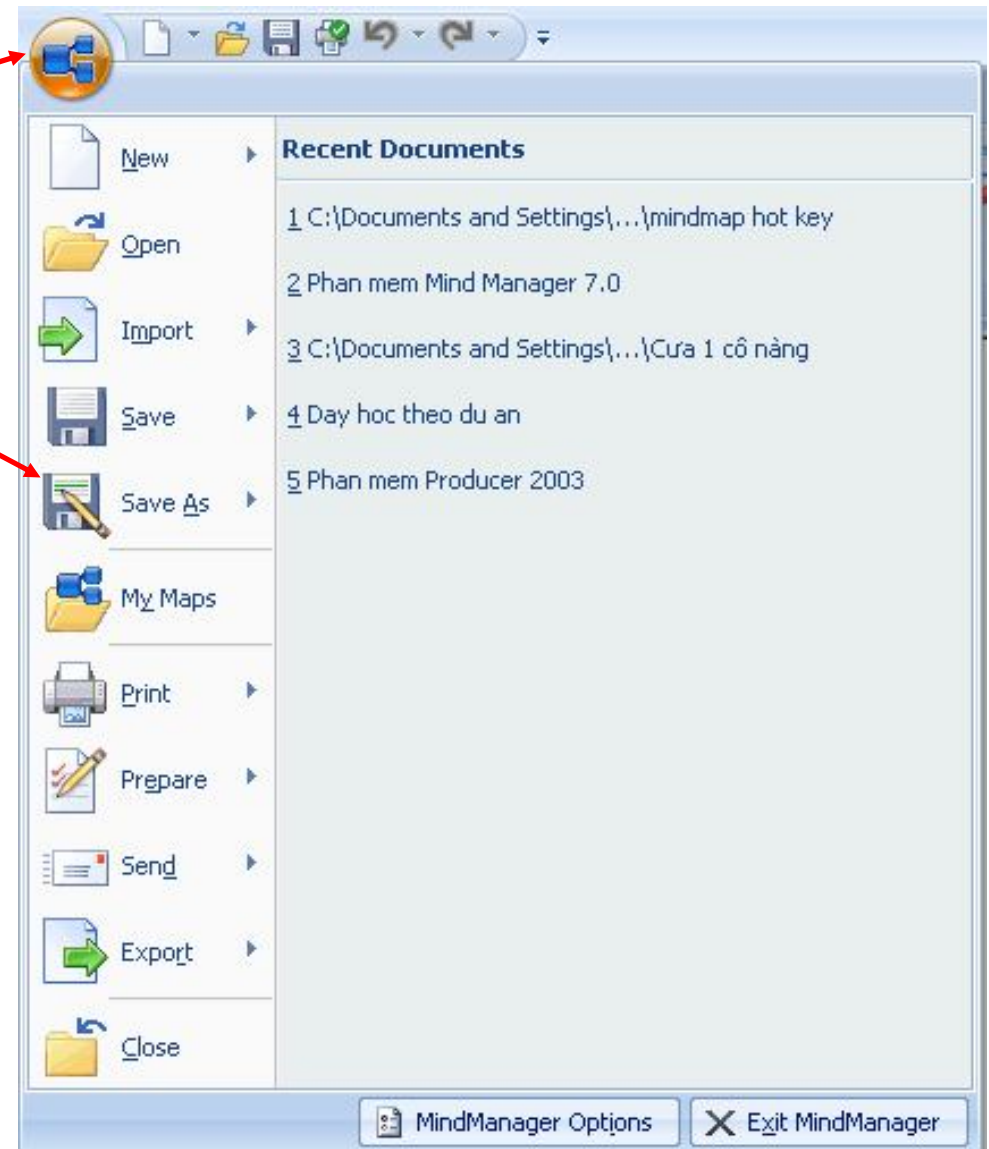 New
Recent Documents
1 C:\Documents and Settings\...\mindmap hot key
Open
2 Phan mem Mind Manager 7.0
Import
3 C:\Documents and Settings\...\Cưa 1 cô nàng
Save
4 Day hoc theo du an
5 Phan mem Producer 2003
Save As
My Maps
Print
Prepare
Send
Export
Close
MindManager Options
Exit MindManager